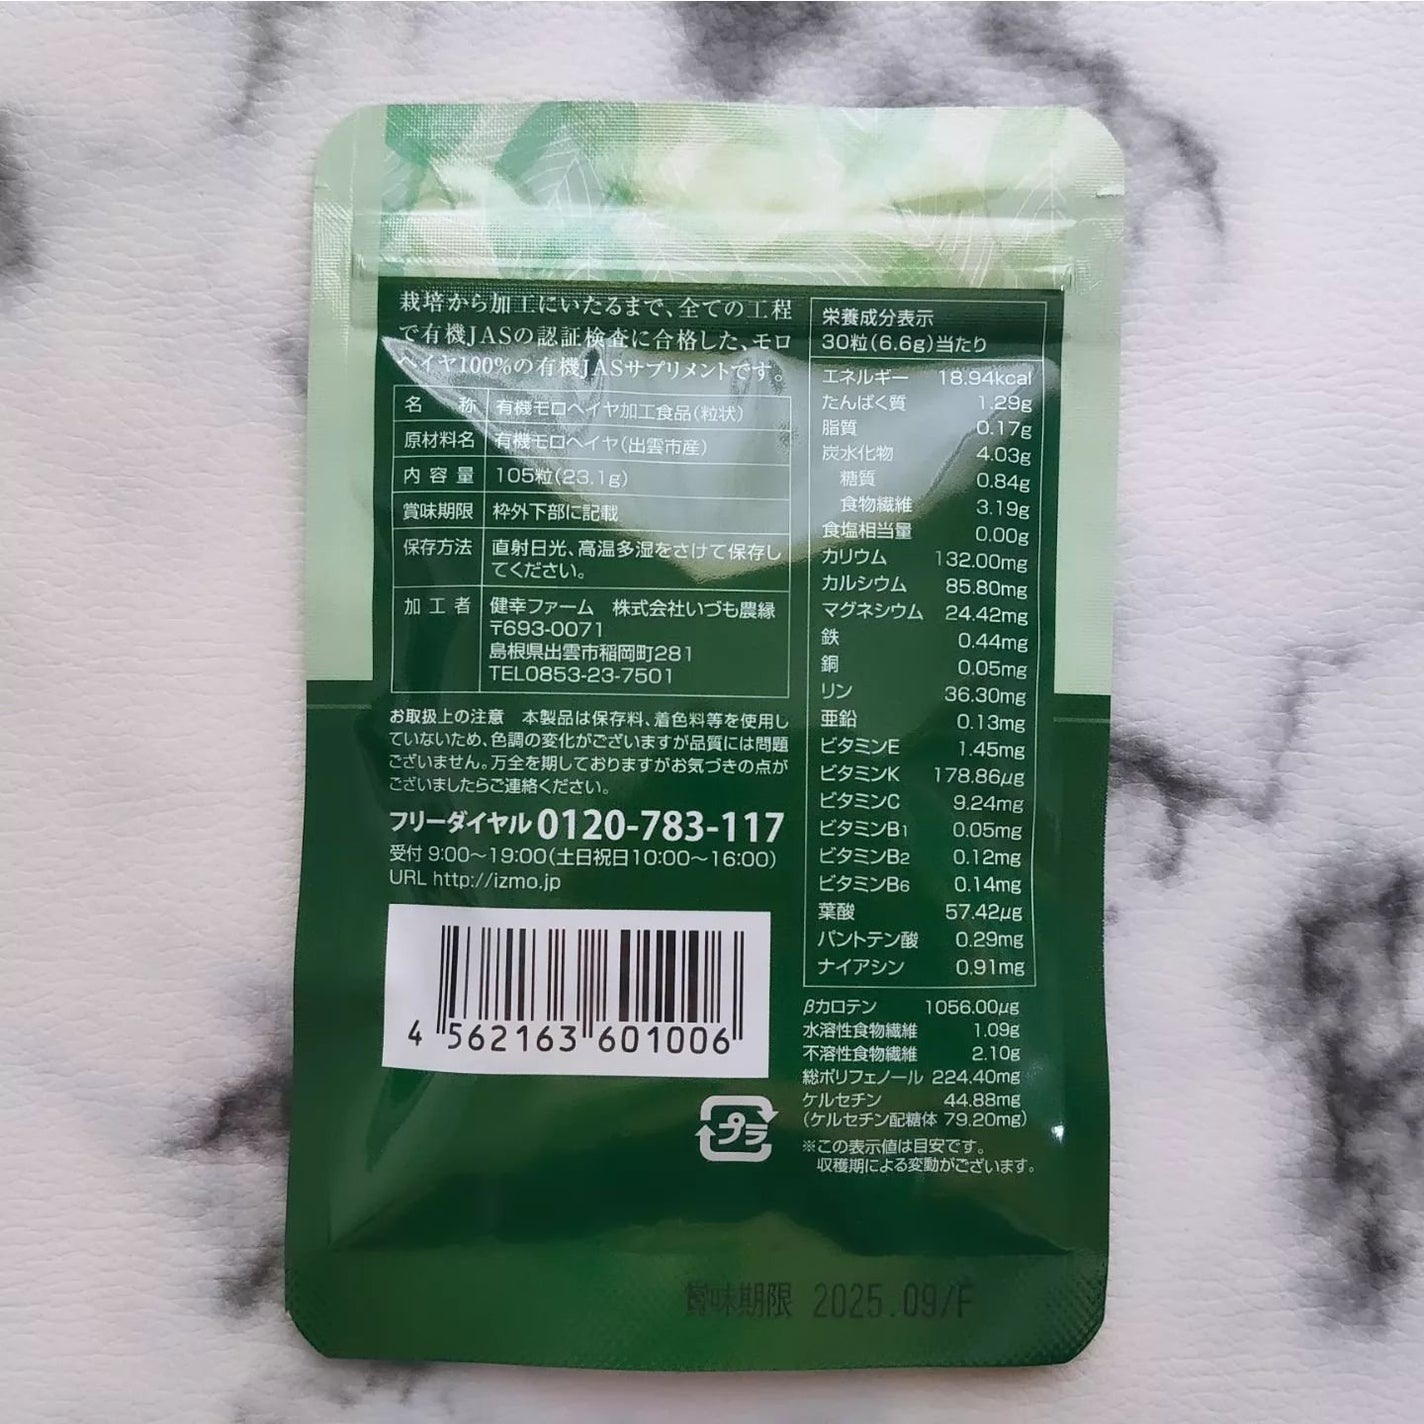 栽培から加工にいたるまで、全ての工程
で有機JASの認証検査に合格した、モロ
ヘイヤ100%の有機JASサプリメントです。
名 称 有機モロヘイヤ加工食品(粒状)
原材料名 有機モロヘイヤ(出雲市産)
内 容 量 105粒(23.1g)
賞味期限 枠外下部に記載
保存方法 直射日光、高温多湿をさけて保存し
てください。
加 工 者 健幸ファーム 株式会社いづも農縁
〒693-0071
島根県出雲市稲岡町281
TEL0853-23-7501
お取扱上の注意 本製品は保存料、着色料等を使用し
ていないため、色調の変化がございますが品質には問題
ございません。万全を期しておりますがお気づきの点が
ございましたらご連絡ください。
フリーダイヤル 0120-783-117
受付 9:00～19:00(土日祝日10:00～16:00)
URL http://izmo.jp
4 562163 601006
プラ
栄養成分表示
30粒(6.6g)当たり
エネルギー 18.94kcal
たんぱく質 1.29g
脂質 0.17g
炭水化物 4.03g
糖質 0.84g
食物繊維 3.19g
食塩相当量 0.00g
カリウム 132.00mg
カルシウム 85.80mg
マグネシウム 24.42mg
鉄 0.44mg
銅 0.05mg
リン 36.30mg
亜鉛 0.13mg
ビタミンE 1.45mg
ビタミンK 178.86μg
ビタミンC 9.24mg
ビタミンB1 0.05mg
ビタミンB2 0.12mg
ビタミンB6 0.14mg
葉酸 57.42μg
パントテン酸 0.29mg
ナイアシン 0.91mg
βカロテン 1056.00μg
水溶性食物繊維 1.09g
不溶性食物繊維 2.10g
総ポリフェノール 224.40mg
ケルセチン 44.88mg
(ケルセチン配糖体 79.20mg)
※この表示値は目安です。
収穫期による変動がございます。
賞味期限 2025.09/F